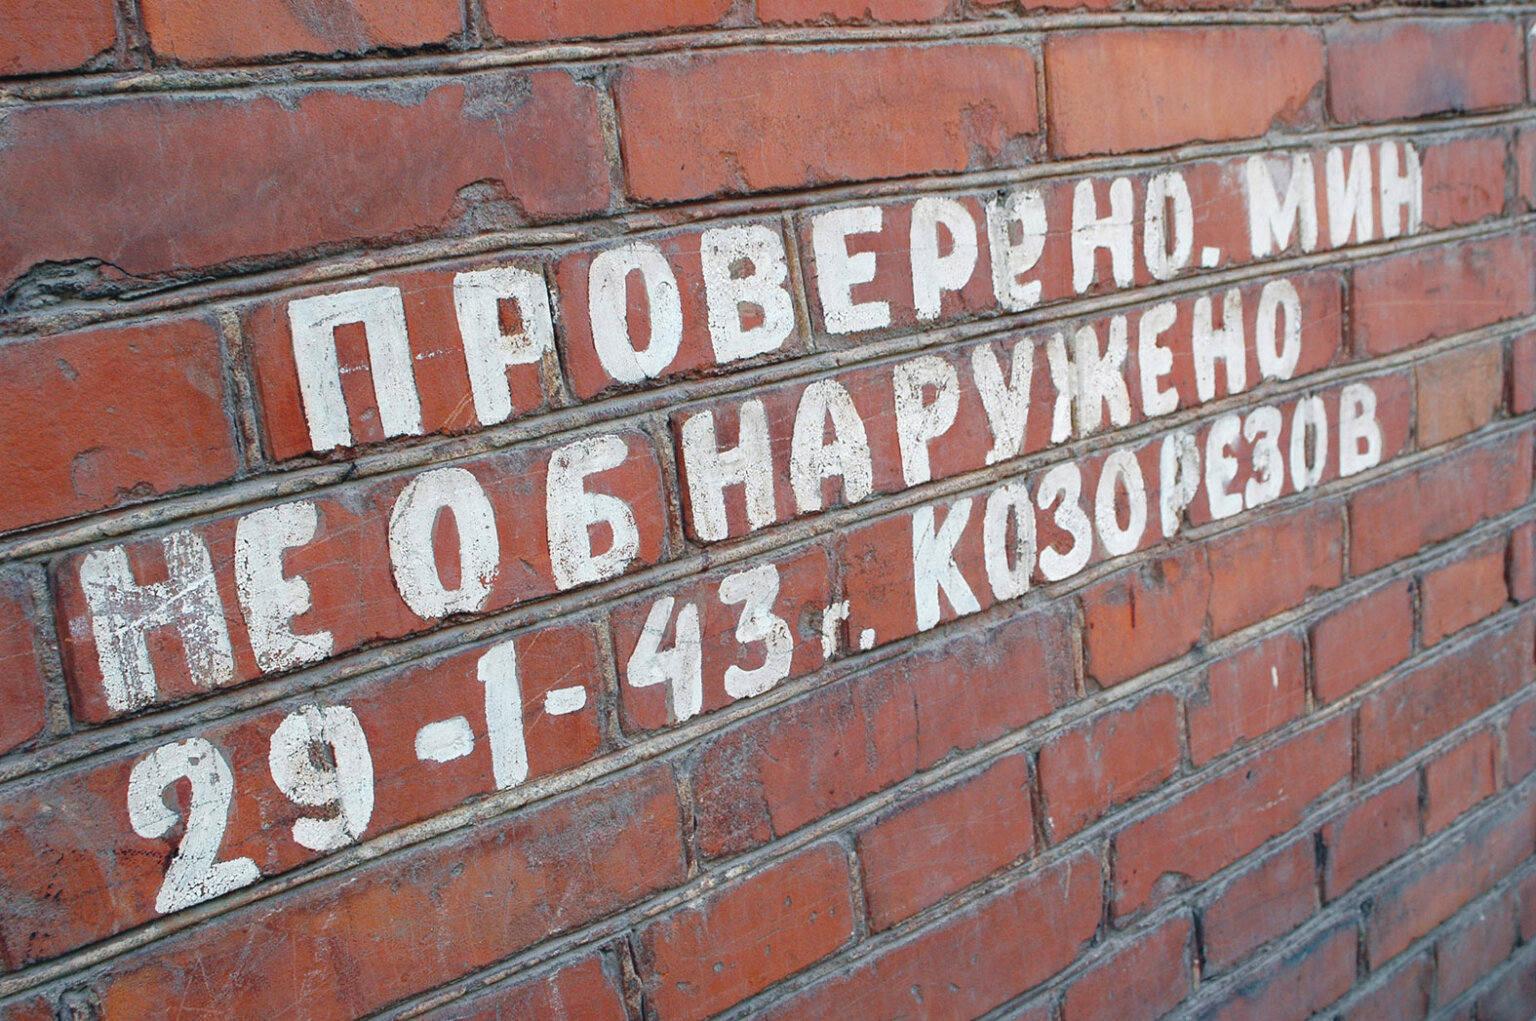 ПРОВЕРЕНО. МИН
НЕ ОБНАРУЖЕНО
29-1-43 г. КОЗОРЕЗОВ